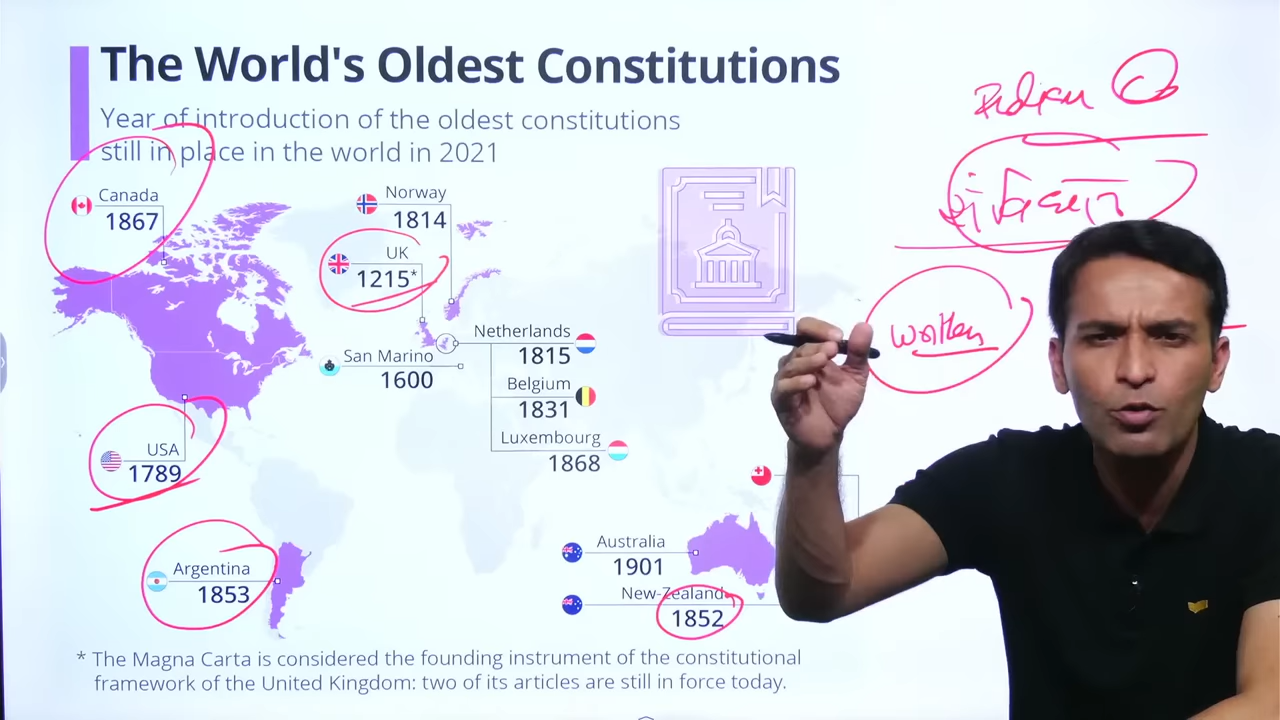 The World's Oldest Constitutions
Year of introduction of the oldest constitutions
still in place in the world in 2021
Canada
1867
Norway
1814
UK
1215*
Netherlands
1815
San Marino
1600
Belgium
1831
Luxembourg
1868
USA
1789
Argentina
1853
Australia
1901
New-Zealand
1852
* The Magna Carta is considered the founding instrument of the constitutional
framework of the United Kingdom: two of its articles are still in force today.
Indian
संविधान
written